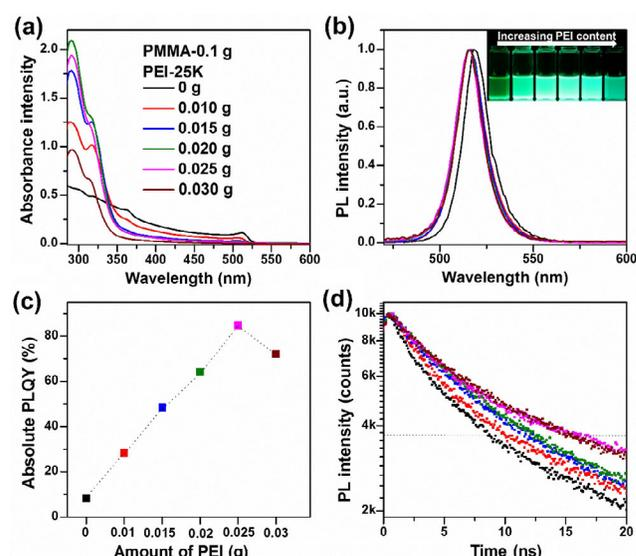 (a)
2.0
1.5
1.0
0.5
0.0
Absorbance intensity
PMMA-0.1 g
PEI-25K
0 g
0.010 g
0.015 g
0.020 g
0.025 g
0.030 g
300 350 400 450 500 550 600
Wavelength (nm)
(b)
1.0
0.8
0.6
0.4
0.2
0.0
PL intensity (a.u.)
Increasing PEI content
500 550 600
Wavelength (nm)
(c)
80
60
40
20
0
Absolute PLQY (%)
0 0.01 0.015 0.02 0.025 0.03
Amount of PEI (g)
(d)
10k
8k
6k
4k
2k
PL intensity (counts)
0 5 10 15 20
Time (ns)